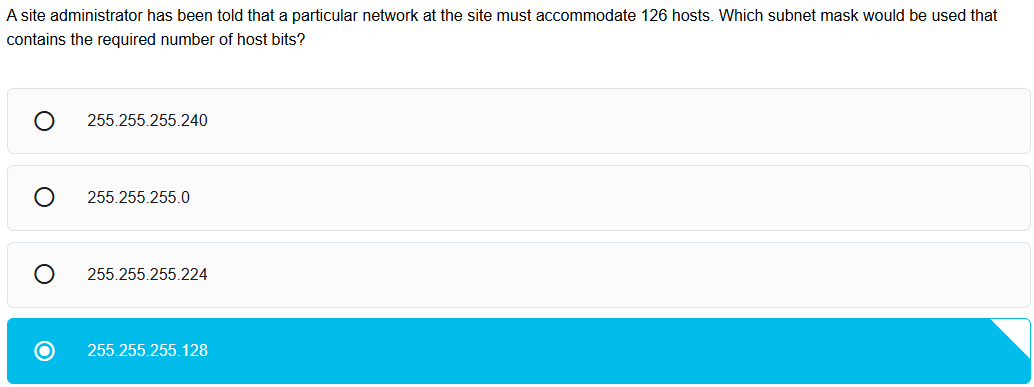 A site administrator has been told that a particular network at the site must accommodate 126 hosts. Which subnet mask would be used that
contains the required number of host bits?
255.255.255.240
255.255.255.0
255.255.255.224
255.255.255.128